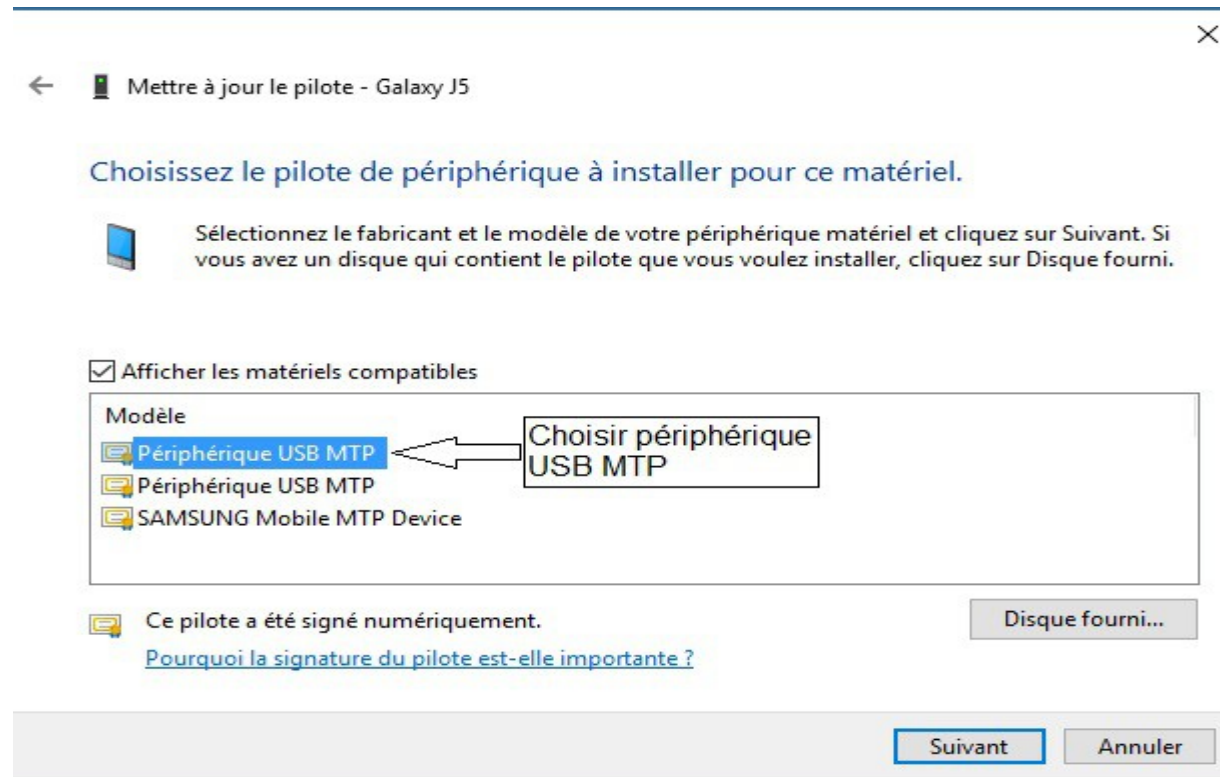 Mettre à jour le pilote - Galaxy J5
Choisissez le pilote de périphérique à installer pour ce matériel.
Sélectionnez le fabricant et le modèle de votre périphérique matériel et cliquez sur Suivant. Si
vous avez un disque qui contient le pilote que vous voulez installer, cliquez sur Disque fourni.
Afficher les matériels compatibles
Modèle
Périphérique USB MTP
Choisir périphérique
USB MTP
Périphérique USB MTP
SAMSUNG Mobile MTP Device
Ce pilote a été signé numériquement.
Disque fourni...
Pourquoi la signature du pilote est-elle importante ?
Suivant
Annuler